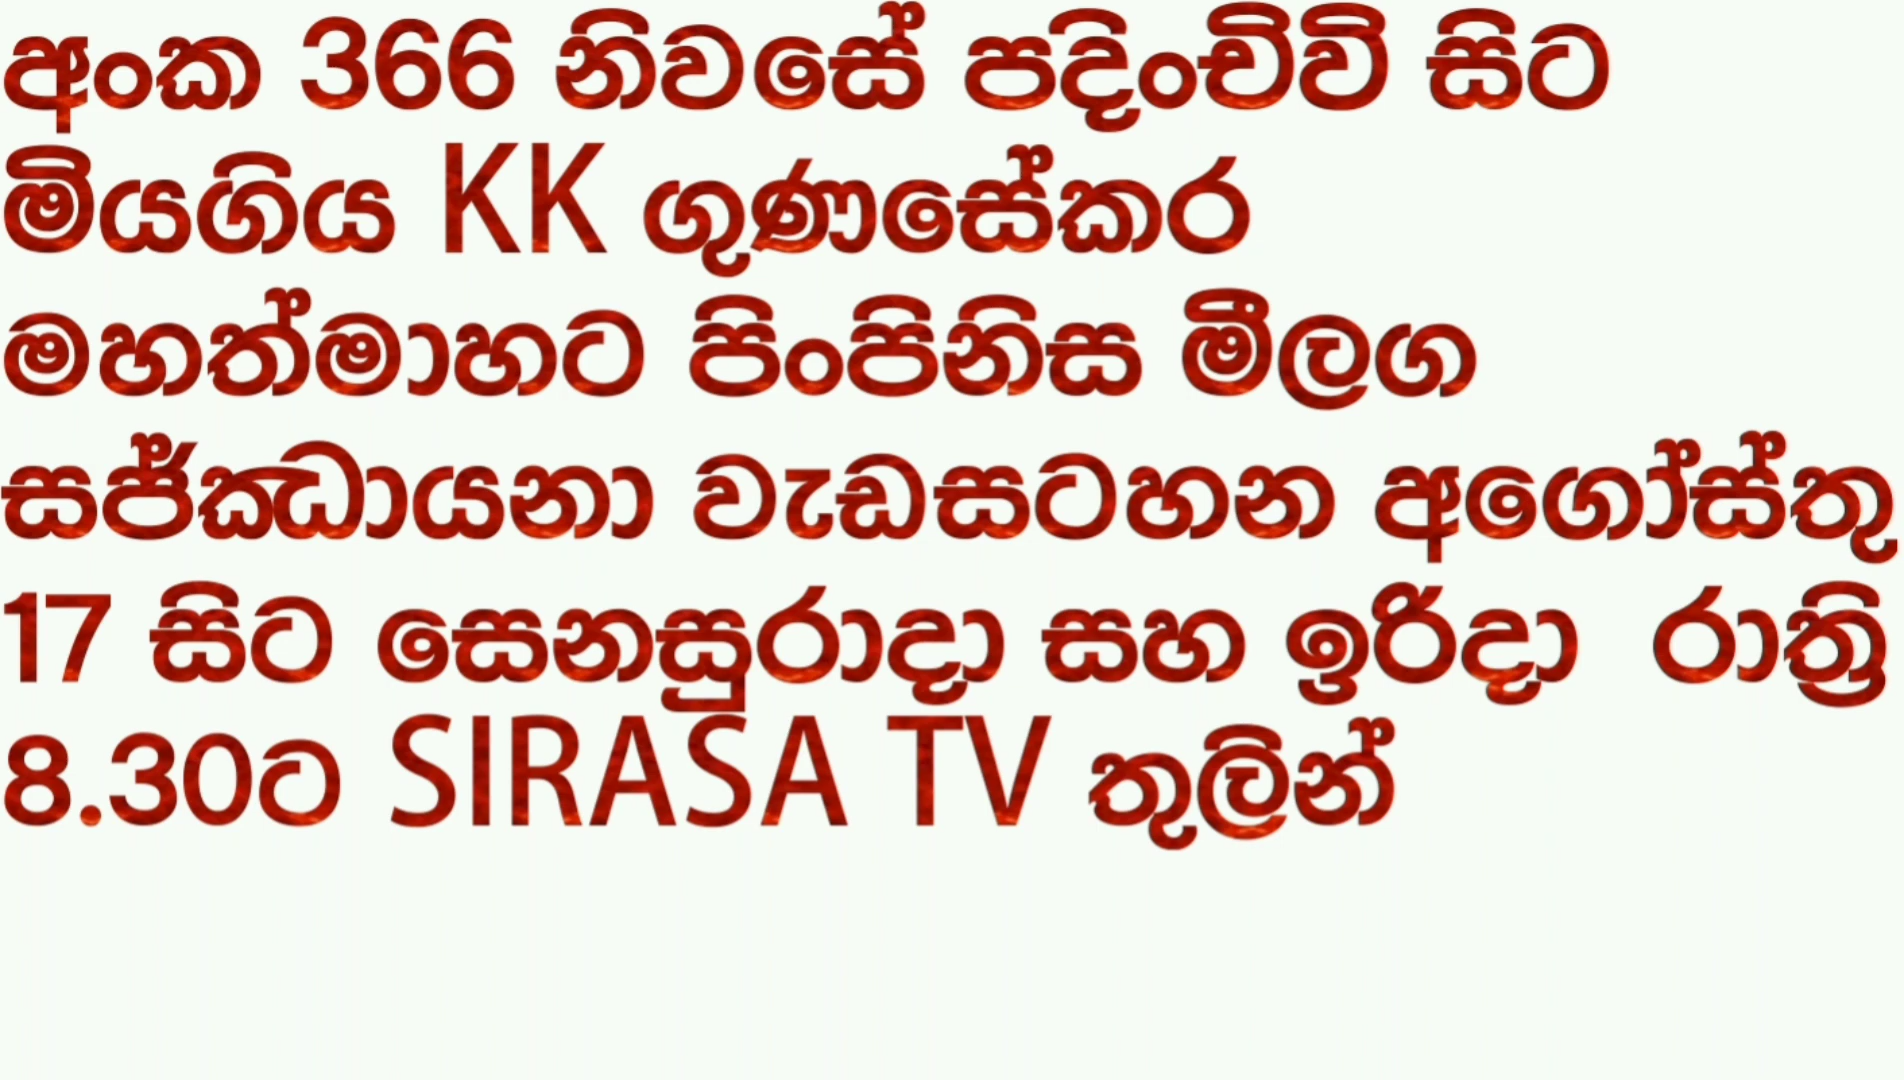 අංක 366 නිවසේ පදිංචිව සිට
මියගිය KK ගුණසේකර
මහත්මාහට පිංපිනිස මීලග
සජ්ඣායනා වැඩසටහන අගෝස්තු
17 සිට සෙනසුරාදා සහ ඉරිදා රාත්‍රි
8.30ට SIRASA TV තුලින්